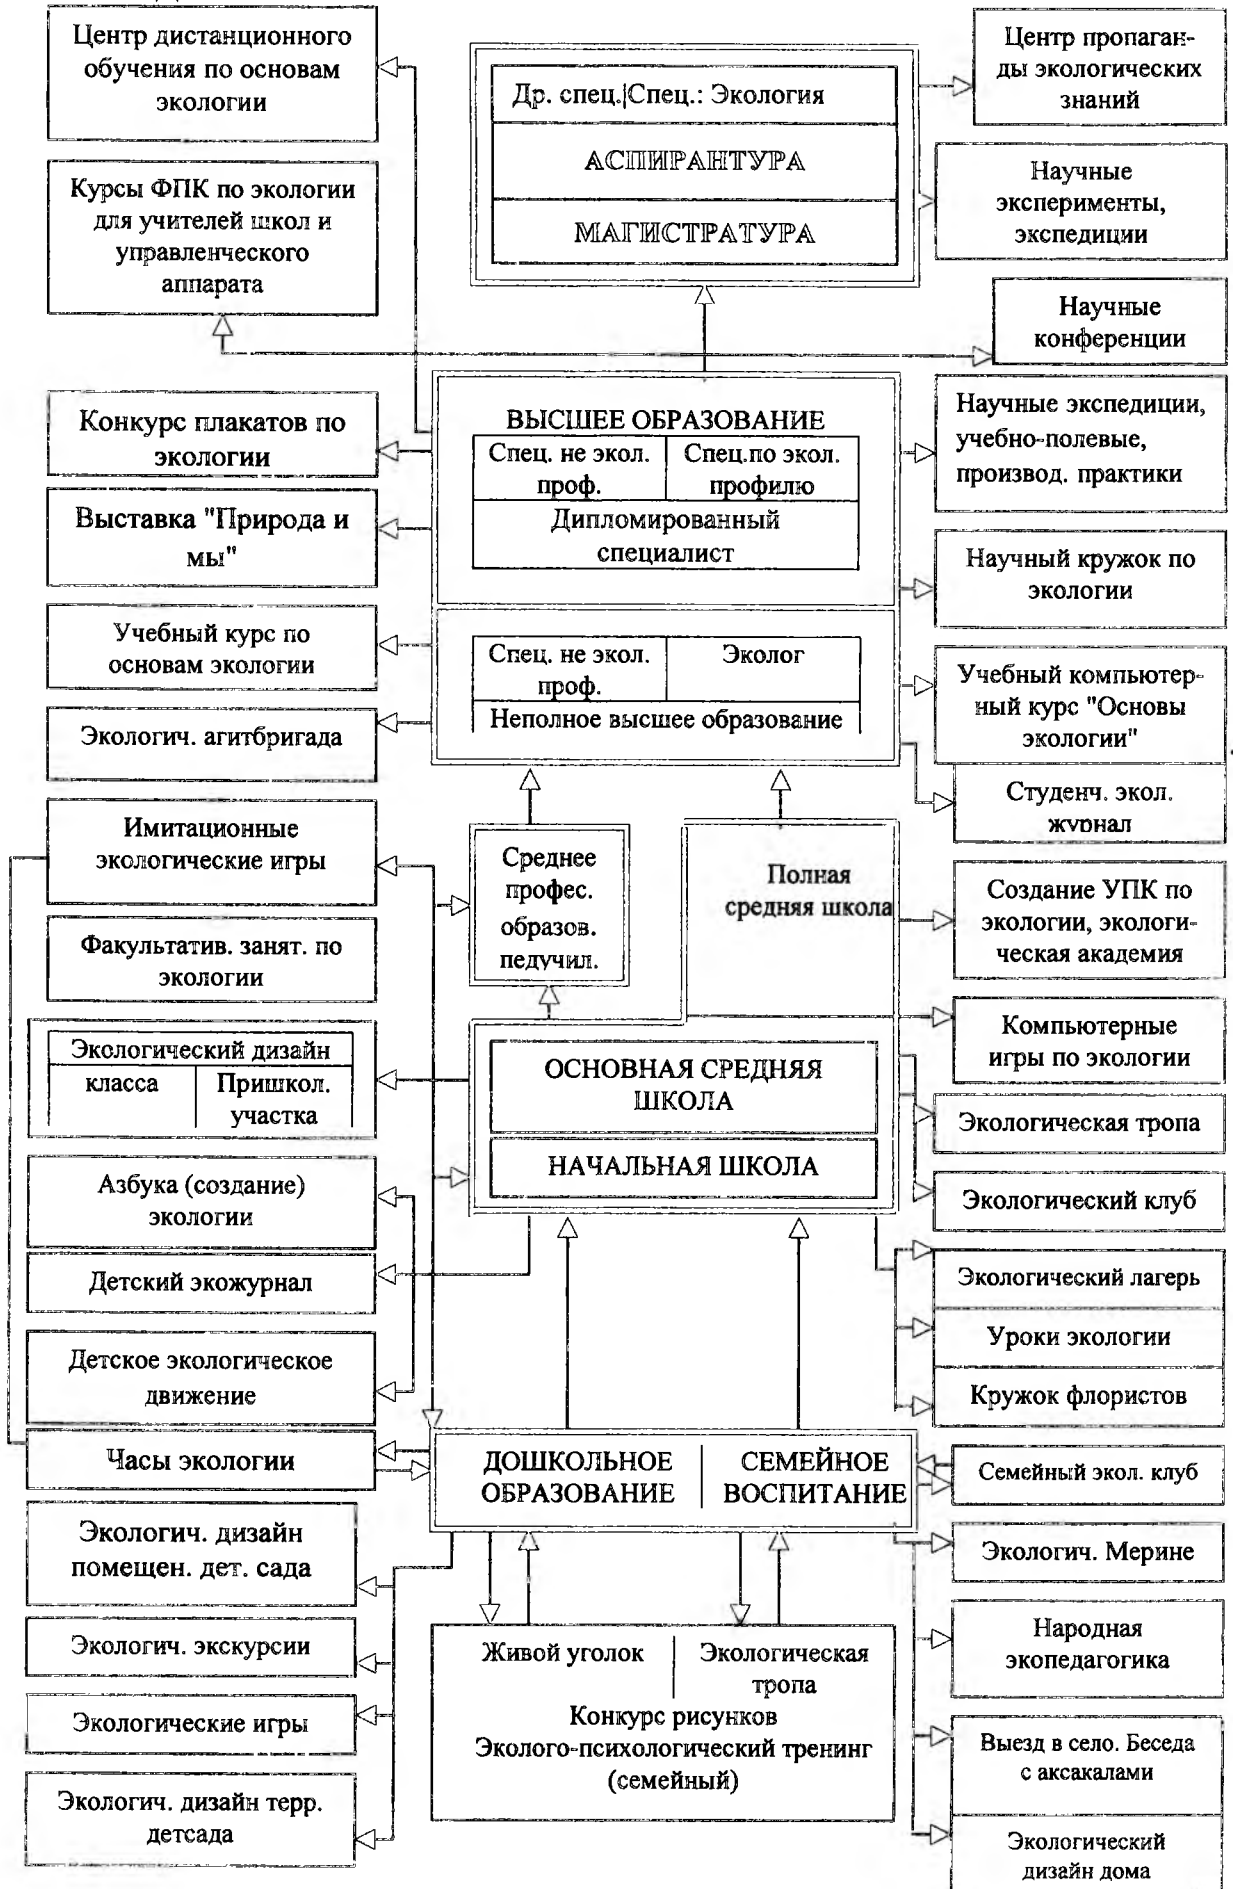 Центр дистанционного
обучения по основам
экологии
Курсы ФПК по экологии
для учителей школ и
управленческого
аппарата
Конкурс плакатов по
экологии
Выставка "Природа и
мы"
Учебный курс по
основам экологии
Экологич. агитбригада
Имитационные
экологические игры
Факультатив. занят. по
экологии
Экологический дизайн
класса
Пришкол.
участка
Азбука (создание)
экологии
Детский экожурнал
Детское экологическое
движение
Часы экологии
Экологич. дизайн
помещен. дет. сада
Экологич. экскурсии
Экологические игры
Экологич. дизайн терр.
детсада
Др. спец.|Спец.: Экология
АСПИРАНТУРА
МАГИСТРАТУРА
ВЫСШЕЕ ОБРАЗОВАНИЕ
Спец. не экол.
проф.
Спец.по экол.
профилю
Дипломированный
специалист
Спец. не экол.
проф.
Эколог
Неполное высшее образование
Среднее
професс.
образов.
педучил.
Полная
средняя школа
ОСНОВНАЯ СРЕДНЯЯ
ШКОЛА
НАЧАЛЬНАЯ ШКОЛА
ДОШКОЛЬНОЕ
ОБРАЗОВАНИЕ
СЕМЕЙНОЕ
ВОСПИТАНИЕ
Живой уголок
Экологическая
тропа
Конкурс рисунков
Эколого-психологический тренинг
(семейный)
Центр пропаган-
ды экологических
знаний
Научные
эксперименты,
экспедиции
Научные
конференции
Научные экспедиции,
учебно-полевые,
производ. практики
Научный кружок по
экологии
Учебный компьютер-
ный курс "Основы
экологии"
Студенч. экол.
журнал
Создание УПК по
экологии, экологи-
ческая академия
Компьютерные
игры по экологии
Экологическая тропа
Экологический клуб
Экологический лагерь
Уроки экологии
Кружок флористов
Семейный экол. клуб
Экологич. Мерине
Народная
экопедагогика
Выезд в село. Беседа
с аксакалами
Экологический
дизайн дома